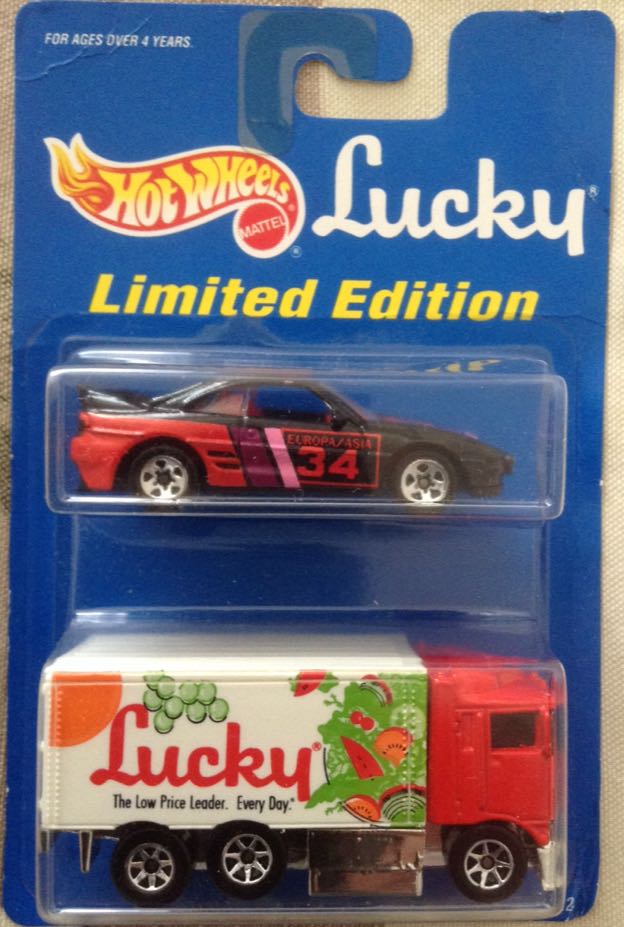 FOR AGES OVER 4 YEARS.
HOT WHEELS®
MATTEL
Lucky®
Limited Edition
EUROPA/ASIA
34
Lucky®
The Low Price Leader. Every Day.®
2